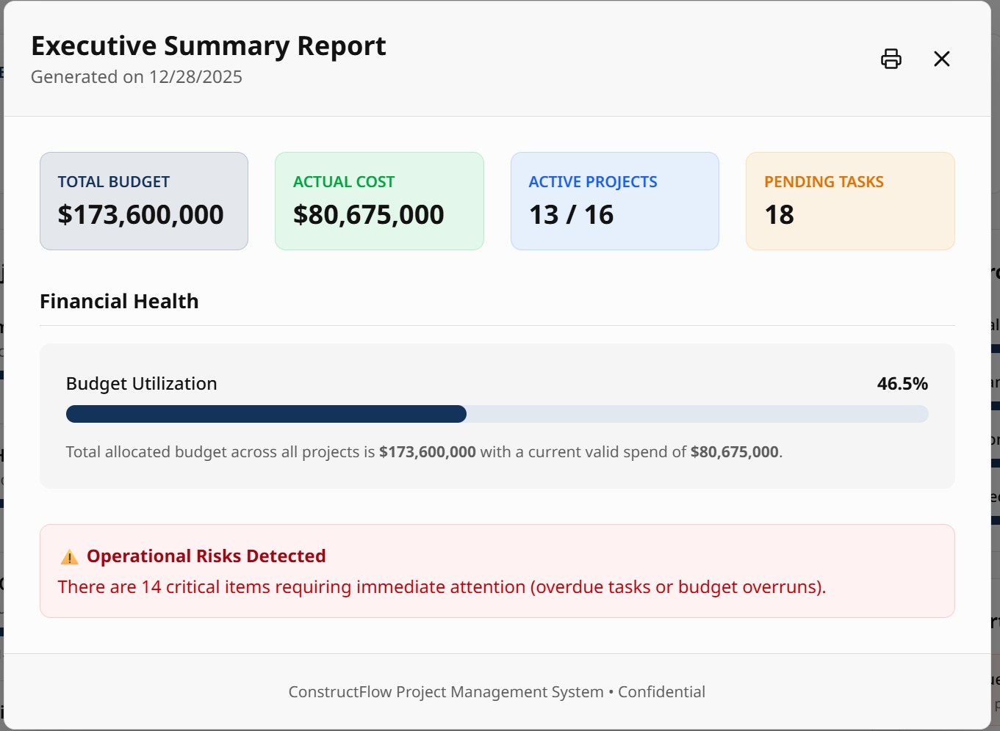 Executive Summary Report
Generated on 12/28/2025
TOTAL BUDGET
$173,600,000
ACTUAL COST
$80,675,000
ACTIVE PROJECTS
13 / 16
PENDING TASKS
18
Financial Health
Budget Utilization
46.5%
Total allocated budget across all projects is $173,600,000 with a current valid spend of $80,675,000.
⚠️ Operational Risks Detected
There are 14 critical items requiring immediate attention (overdue tasks or budget overruns).
ConstructFlow Project Management System • Confidential